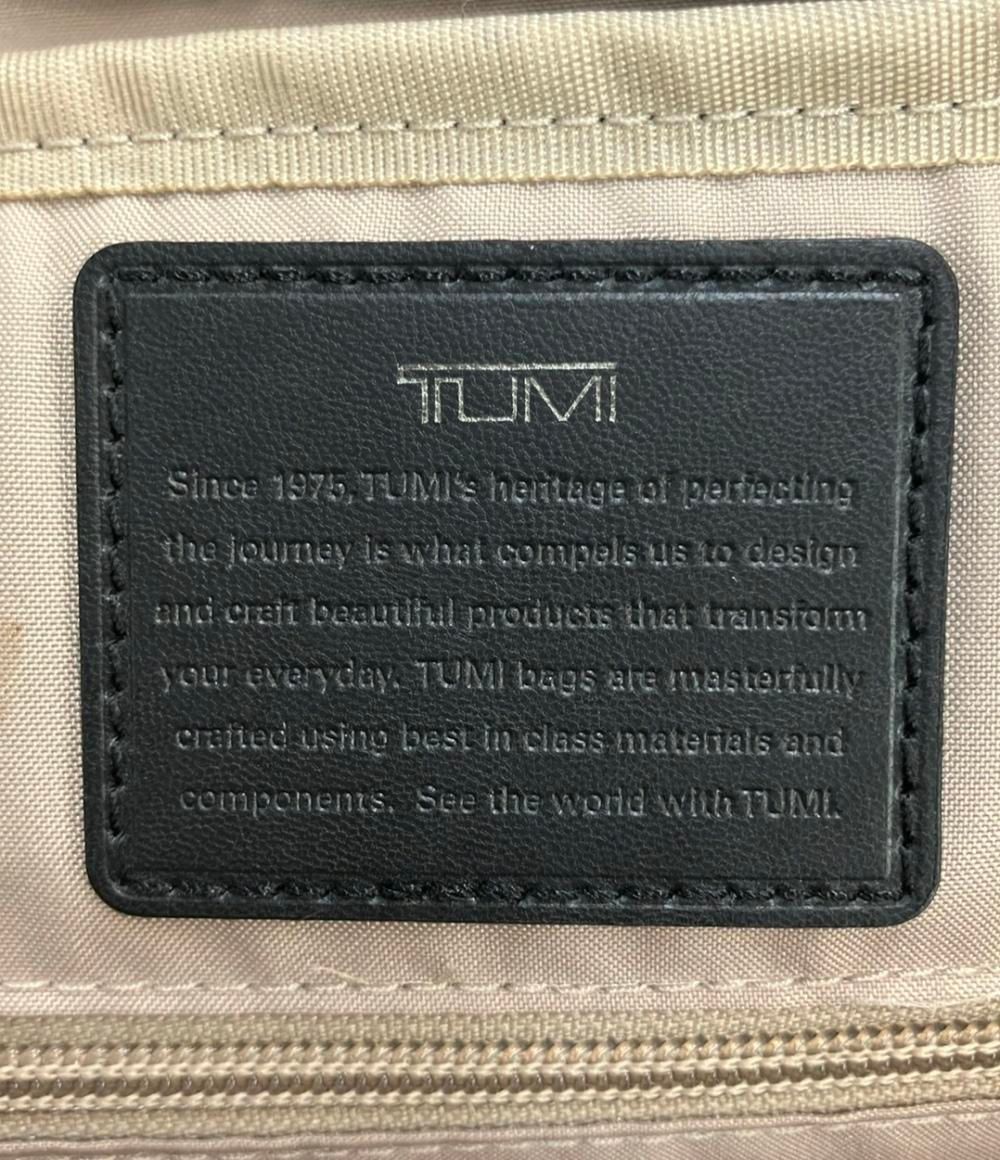 TUMI
Since 1975, TUMI's heritage of perfecting
the journey is what compels us to design
and craft beautiful products that transform
your everyday. TUMI bags are masterfully
crafted using best in class materials and
components. See the world with TUMI.